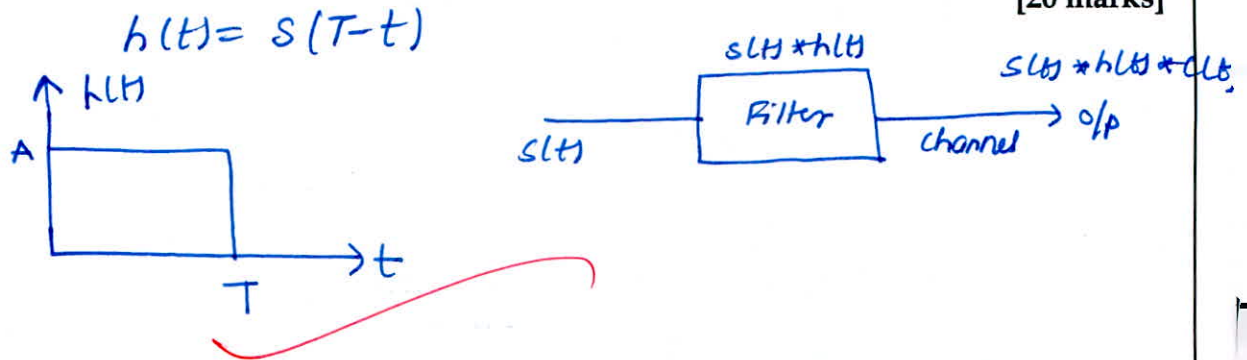 [20 marks]
h(t) = S(T-t)
h(t)
A
t
T
s(t)
s(t) * h(t)
Filter
channel
s(t) * h(t) * c(t)
o/p